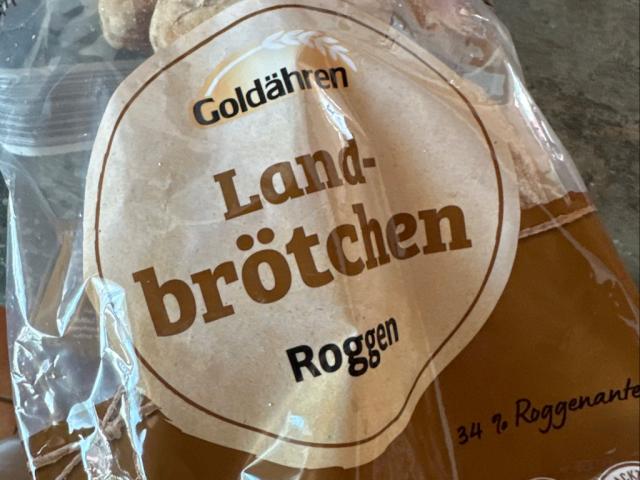 Goldähren
Land-
brötchen
Roggen
34 % Roggenante